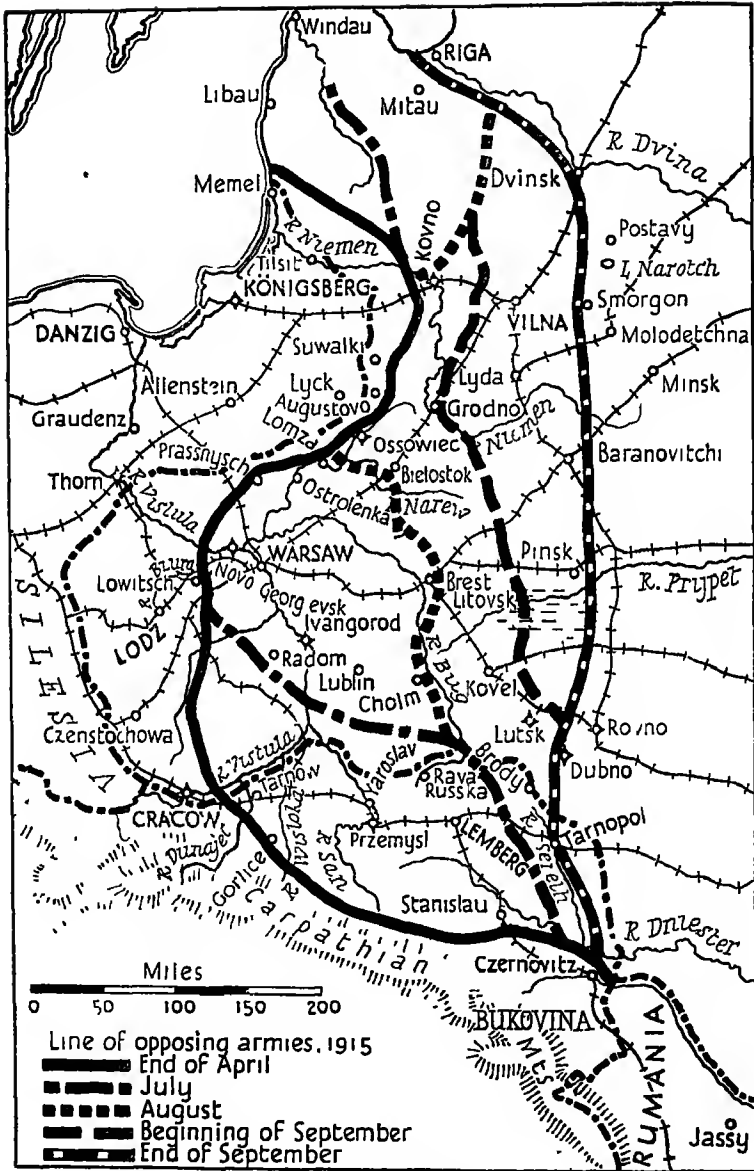 Windau
RIGA
Libau
Mitau
R Dvina
Memel
Dvinsk
R Niemen
Kovno
Postavy
Tilsit
L, Narotch
KÖNIGSBERG
Smorgon
DANZIG
VILNA
Molodetchna
Suwalki
Minsk
Allenstein
Lyck
Lyda
Augustovo
Grodno
Graudenz
Lomza
Ossowiec
Niemen
Prassnysch
Baranovitchi
Thorn
Bielostok
Ostrolenka
Narew
R. Vistula
WARSAW
Pinsk
R. Bzura
Lowitsch
Novo Georgievsk
Brest
Litovsk
R. Prypet
LODZ
Ivangorod
SILESIA
Radom
R Bug
Lublin
Kovel
Cholm
Czenstochowa
Lutsk
Rovno
R Vistula
Yaroslav
Brody
Dubno
Tarnow
Rava
Russka
CRACOW
R Wisloka
R Dunajec
Przemysl
LEMBERG
Tarnopol
Gorlice
R San
R Sereth
Carpathian
Stanislau
R Dniester
Miles
Czernovitz
0 50 100 150 200
BUKOVINA
Mts
RUMANIA
Jassy
Line of opposing armies, 1915
End of April
July
August
Beginning of September
End of September